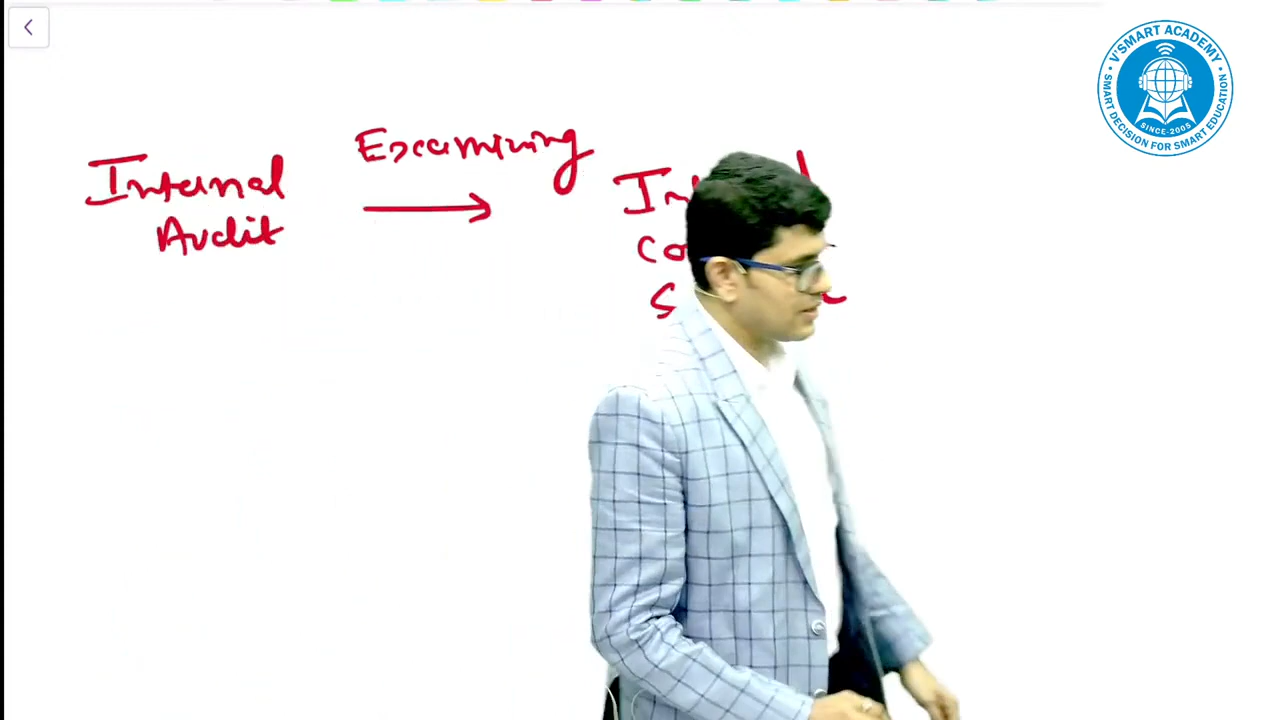 V'SMART ACADEMY
SMART DECISION FOR SMART EDUCATION
SINCE-2005
Examining
Internal
Audit